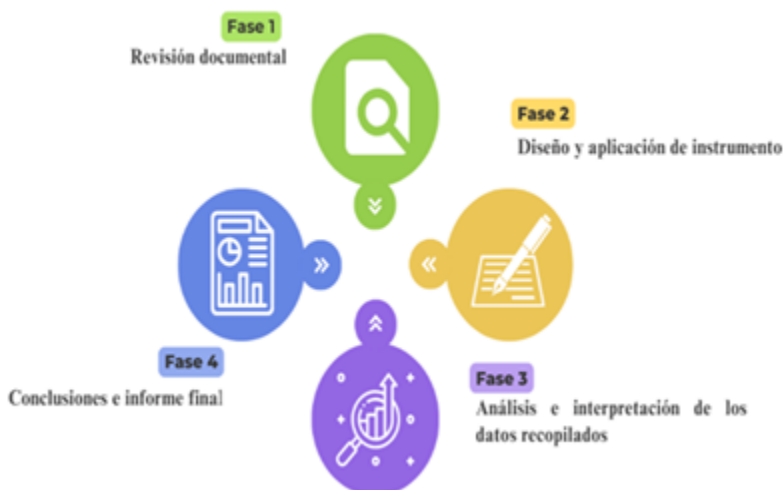 Fase 1
Revisión documental
Fase 2
Diseño y aplicación de instrumento
Fase 3
Análisis e interpretación de los
datos recopilados
Fase 4
Conclusiones e informe final